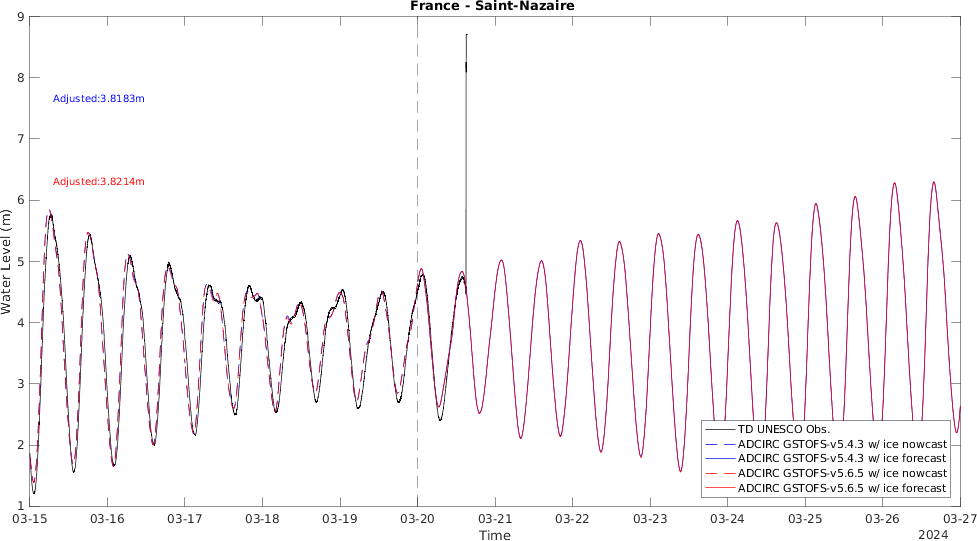 France - Saint-Nazaire
9
8
7
6
5
4
3
2
1
Water Level (m)
Adjusted:3.8183m
Adjusted:3.8214m
TD UNESCO Obs.
ADCIRC GSTOFS-v5.4.3 w/ ice nowcast
ADCIRC GSTOFS-v5.4.3 w/ ice forecast
ADCIRC GSTOFS-v5.6.5 w/ ice nowcast
ADCIRC GSTOFS-v5.6.5 w/ ice forecast
03-15 03-16 03-17 03-18 03-19 03-20 03-21 03-22 03-23 03-24 03-25 03-26 03-27
Time
2024